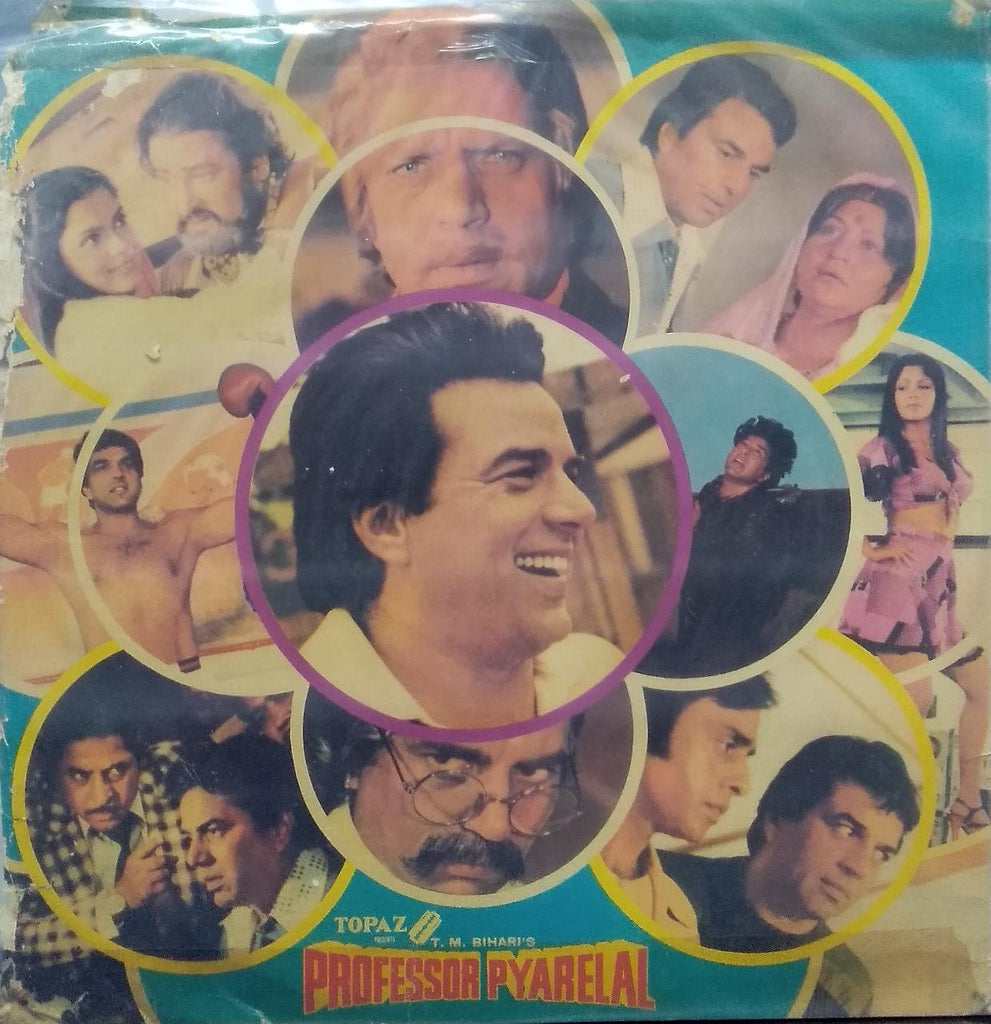 TOPAZ
PRESENTS
T. M. BIHARI'S
PROFESSOR PYARELAL